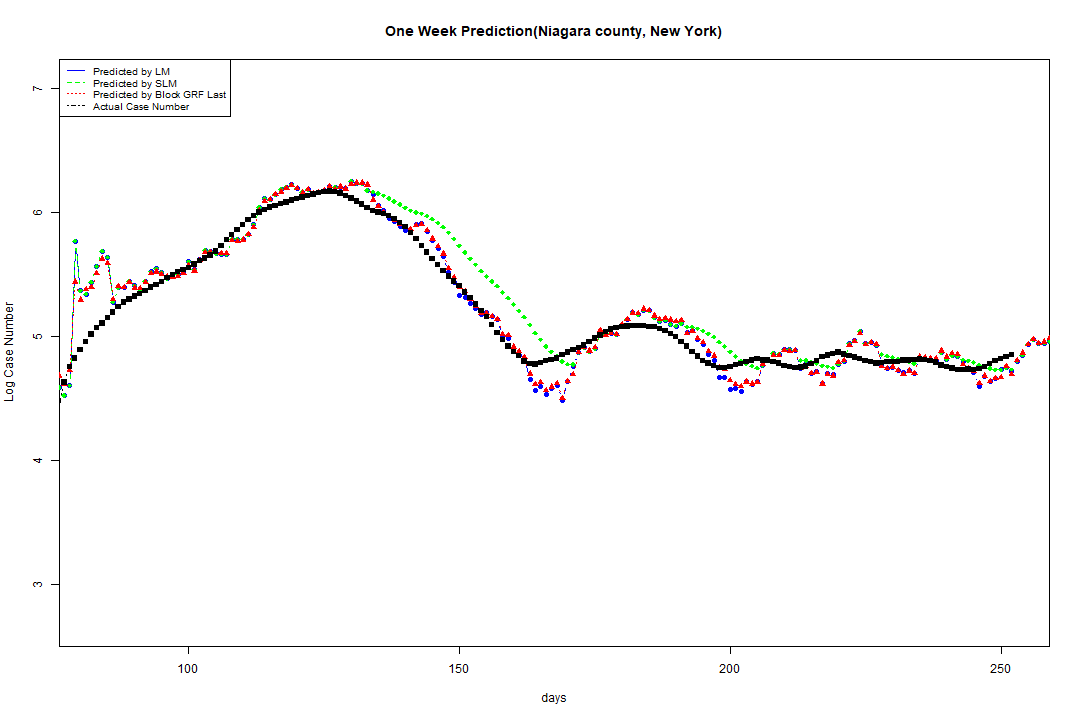 One Week Prediction(Niagara county, New York)
Predicted by LM
Predicted by SLM
Predicted by Block GRF Last
Actual Case Number
7
6
5
4
3
Log Case Number
100 150 200 250
days